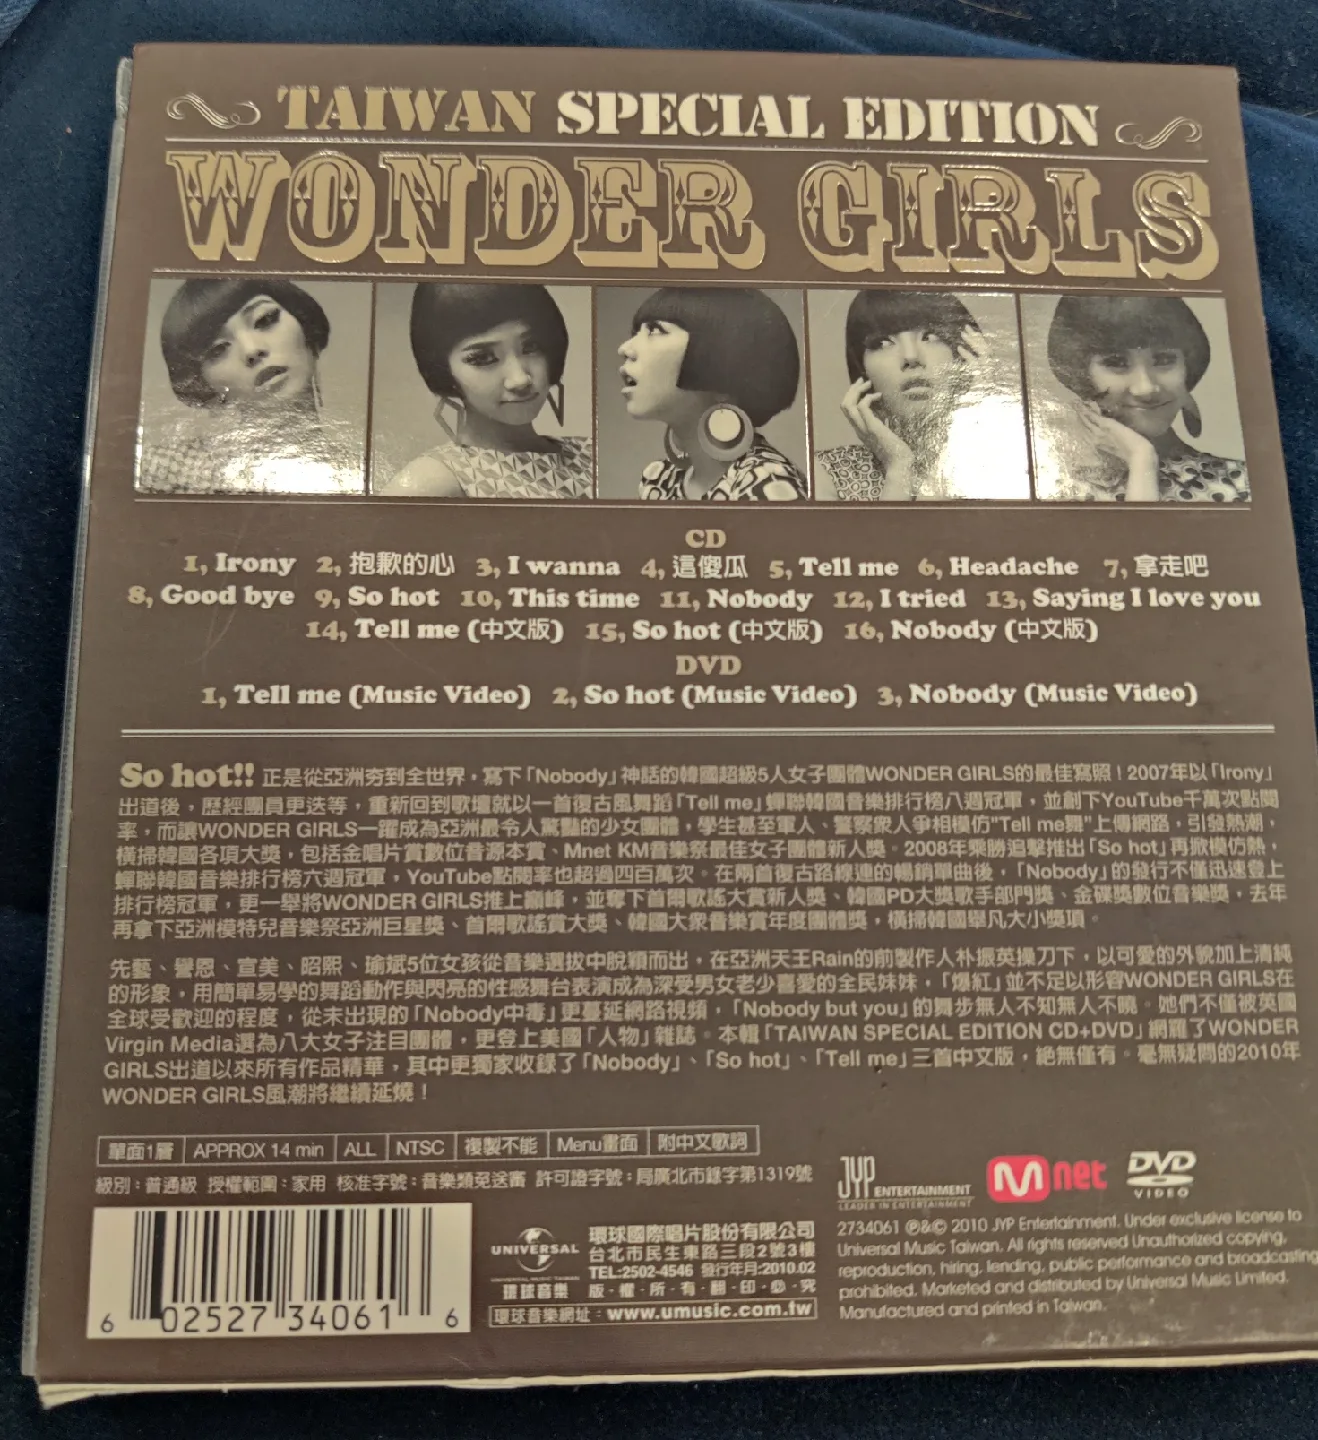 TAIWAN SPECIAL EDITION
WONDER GIRLS
CD
1, Irony 2, 抱歉的心 3, I wanna 4, 這傻瓜 5, Tell me 6, Headache 7, 拿走吧
8, Good bye 9, So hot 10, This time 11, Nobody 12, I tried 13, Saying I love you
14, Tell me (中文版) 15, So hot (中文版) 16, Nobody (中文版)
DVD
1, Tell me (Music Video) 2, So hot (Music Video) 3, Nobody (Music Video)
So hot!! 正是從亞洲夯到全世界，寫下「Nobody」神話的韓國超級5人女子團體WONDER GIRLS的最佳寫照！2007年以「Irony」
出道後，歷經團員更迭等，重新回到歌壇就以一首復古風舞蹈「Tell me」蟬聯韓國音樂排行榜八週冠軍，並創下YouTube千萬次點閱
率，而讓WONDER GIRLS一躍成為亞洲最令人驚豔的少女團體，學生甚至軍人、警察眾人爭相模仿"Tell me舞"上傳網路，引發熱潮，
橫掃韓國各項大獎，包括金唱片賞數位音源本賞、Mnet KM音樂祭最佳女子團體新人獎。2008年乘勝追擊推出「So hot」再掀模仿熱，
蟬聯韓國音樂排行榜六週冠軍，YouTube點閱率也超過四百萬次。在兩首復古路線連的暢銷單曲後，「Nobody」的發行不僅迅速登上
排行榜冠軍，更一舉將WONDER GIRLS推上巔峰，並奪下首爾歌謠大賞新人獎、韓國PD大獎歌手部門獎、金碟獎數位音樂獎，去年
再拿下亞洲模特兒音樂祭亞洲巨星獎、首爾歌謠賞大獎、韓國大眾音樂賞年度團體獎，橫掃韓國舉凡大小獎項。
先藝、譽恩、宣美、昭熙、瑜斌5位女孩從音樂選拔中脫穎而出，在亞洲天王Rain的前製作人朴振英操刀下，以可愛的外貌加上清純
的形象，用簡單易學的舞蹈動作與閃亮的性感舞台表演成為深受男女老少喜愛的全民妹妹，「爆紅」並不足以形容WONDER GIRLS在
全球受歡迎的程度，從未出現的「Nobody中毒」更蔓延網路視頻，「Nobody but you」的舞步無人不知無人不曉。她們不僅被英國
Virgin Media選為八大女子注目團體，更登上美國「人物」雜誌。本輯「TAIWAN SPECIAL EDITION CD+DVD」網羅了WONDER
GIRLS出道以來所有作品精華，其中更獨家收錄了「Nobody」、「So hot」、「Tell me」三首中文版，絕無僅有。毫無疑問的2010年
WONDER GIRLS風潮將繼續延燒！
單面1層 APPROX 14 min ALL NTSC 複製不能 Menu畫面 附中文歌詞
級別：普通級 授權範圍：家用 核准字號：音樂類免送審 許可證字號：局廣北市錄字第1319號
6 02527 34061 6
UNIVERSAL
UNIVERSAL MUSIC TAIWAN
環球音樂
環球國際唱片股份有限公司
台北市民生東路三段2號3樓
TEL:2502-4546 發行年月:2010.02
版・權・所・有・翻・印・必・究
環球音樂網址：www.umusic.com.tw
JYP ENTERTAINMENT
LEADER IN ENTERTAINMENT
Mnet
DVD
VIDEO
2734061 ℗&© 2010 JYP Entertainment. Under exclusive license to
Universal Music Taiwan. All rights reserved Unauthorized copying,
reproduction, hiring, lending, public performance and broadcasting
prohibited. Marketed and distributed by Universal Music Limited.
Manufactured and printed in Taiwan.